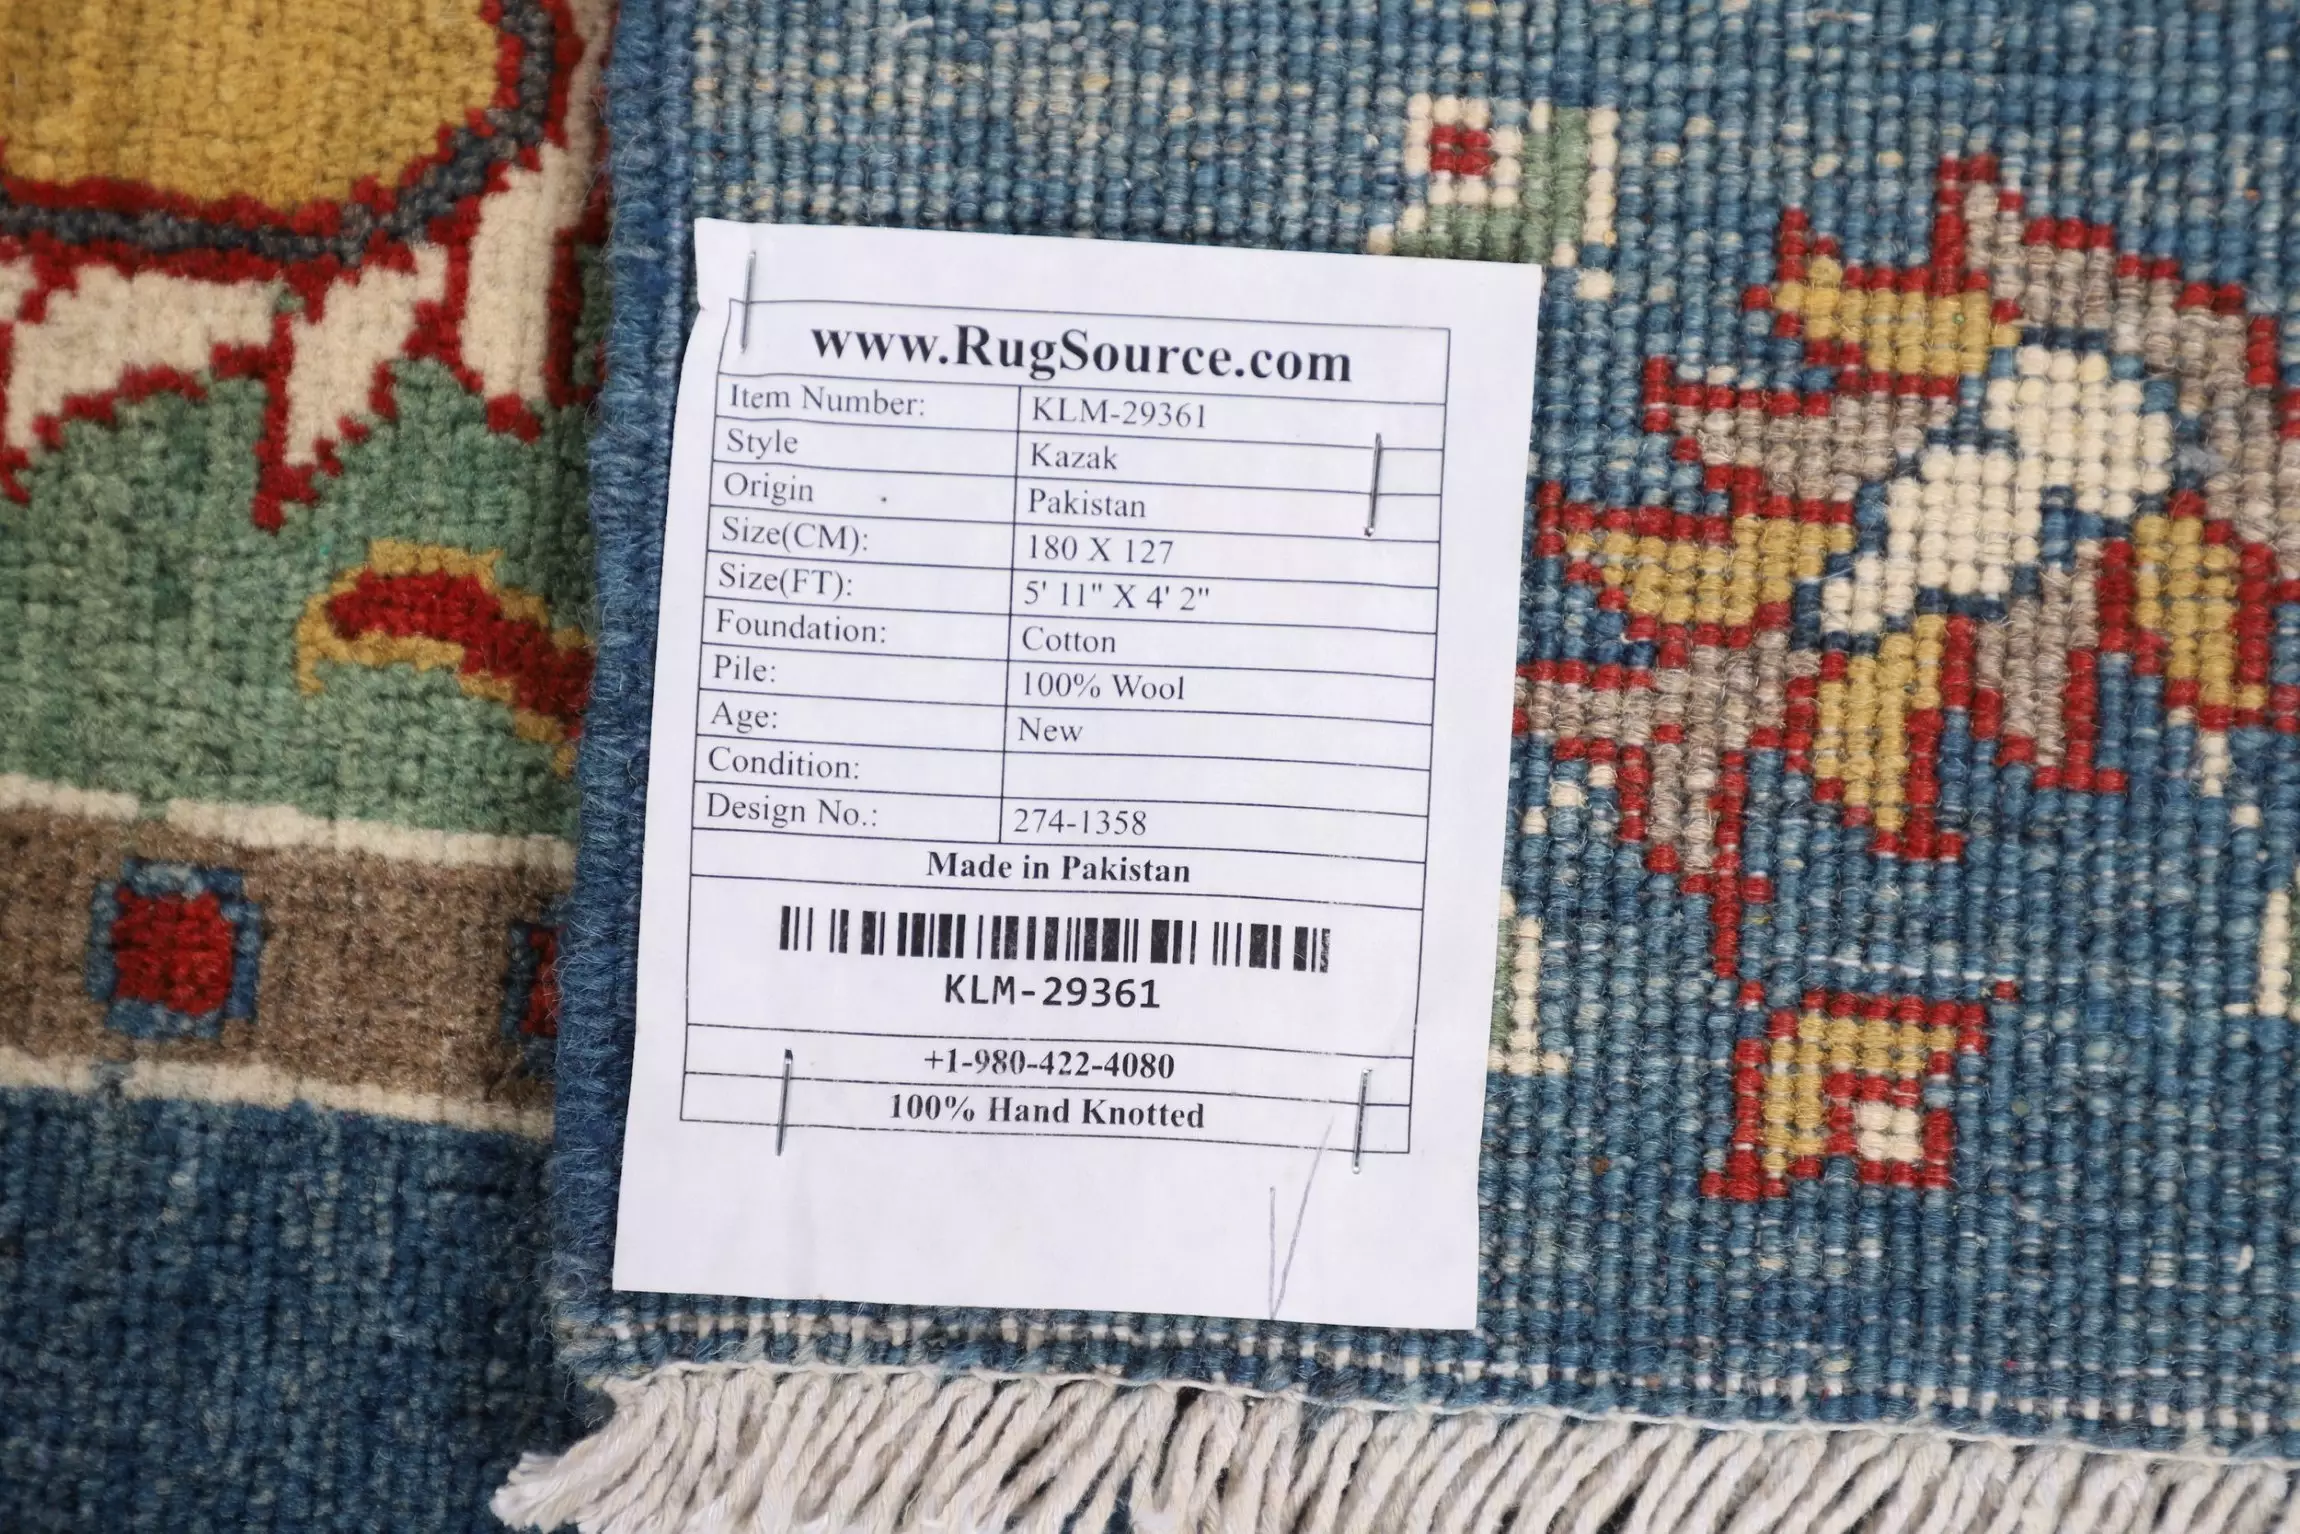 www.RugSource.com
Item Number: KLM-29361
Style Kazak
Origin Pakistan
Size(CM): 180 X 127
Size(FT): 5' 11" X 4' 2"
Foundation: Cotton
Pile: 100% Wool
Age: New
Condition:
Design No.: 274-1358
Made in Pakistan
KLM-29361
+1-980-422-4080
100% Hand Knotted